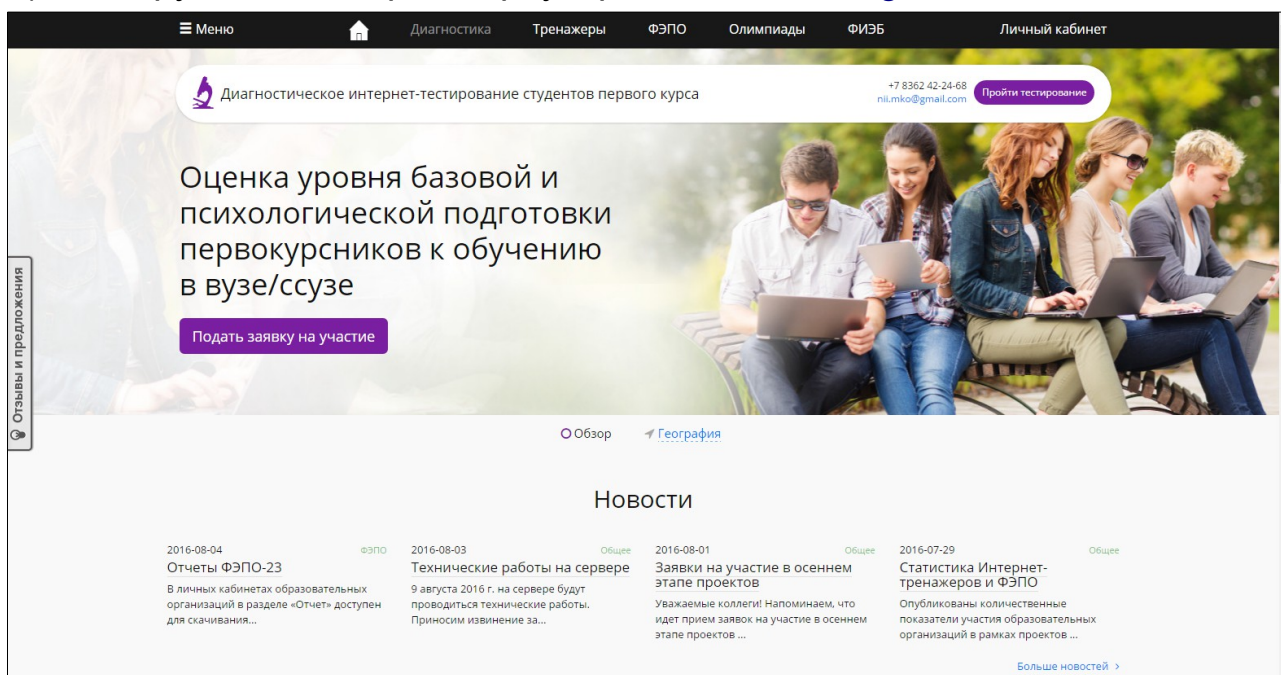 Меню
Диагностика
Тренажеры
ФЭПО
Олимпиады
ФИЭБ
Личный кабинет
Диагностическое интернет-тестирование студентов первого курса
+7 8362 42-24-68
nii.mko@gmail.com
Пройти тестирование
Оценка уровня базовой и
психологической подготовки
первокурсников к обучению
в вузе/ссузе
Подать заявку на участие
Отзывы и предложения
Обзор
География
Новости
2016-08-04 ФЭПО
Отчеты ФЭПО-23
В личных кабинетах образовательных
организаций в разделе «Отчет» доступен
для скачивания...
2016-08-03 Общее
Технические работы на сервере
9 августа 2016 г. на сервере будут
проводиться технические работы.
Приносим извинение за...
2016-08-01 Общее
Заявки на участие в осеннем
этапе проектов
Уважаемые коллеги! Напоминаем, что
идет прием заявок на участие в осеннем
этапе проектов ...
2016-07-29 Общее
Статистика Интернет-
тренажеров и ФЭПО
Опубликованы количественные
показатели участия образовательных
организаций в рамках проектов ...
Больше новостей >